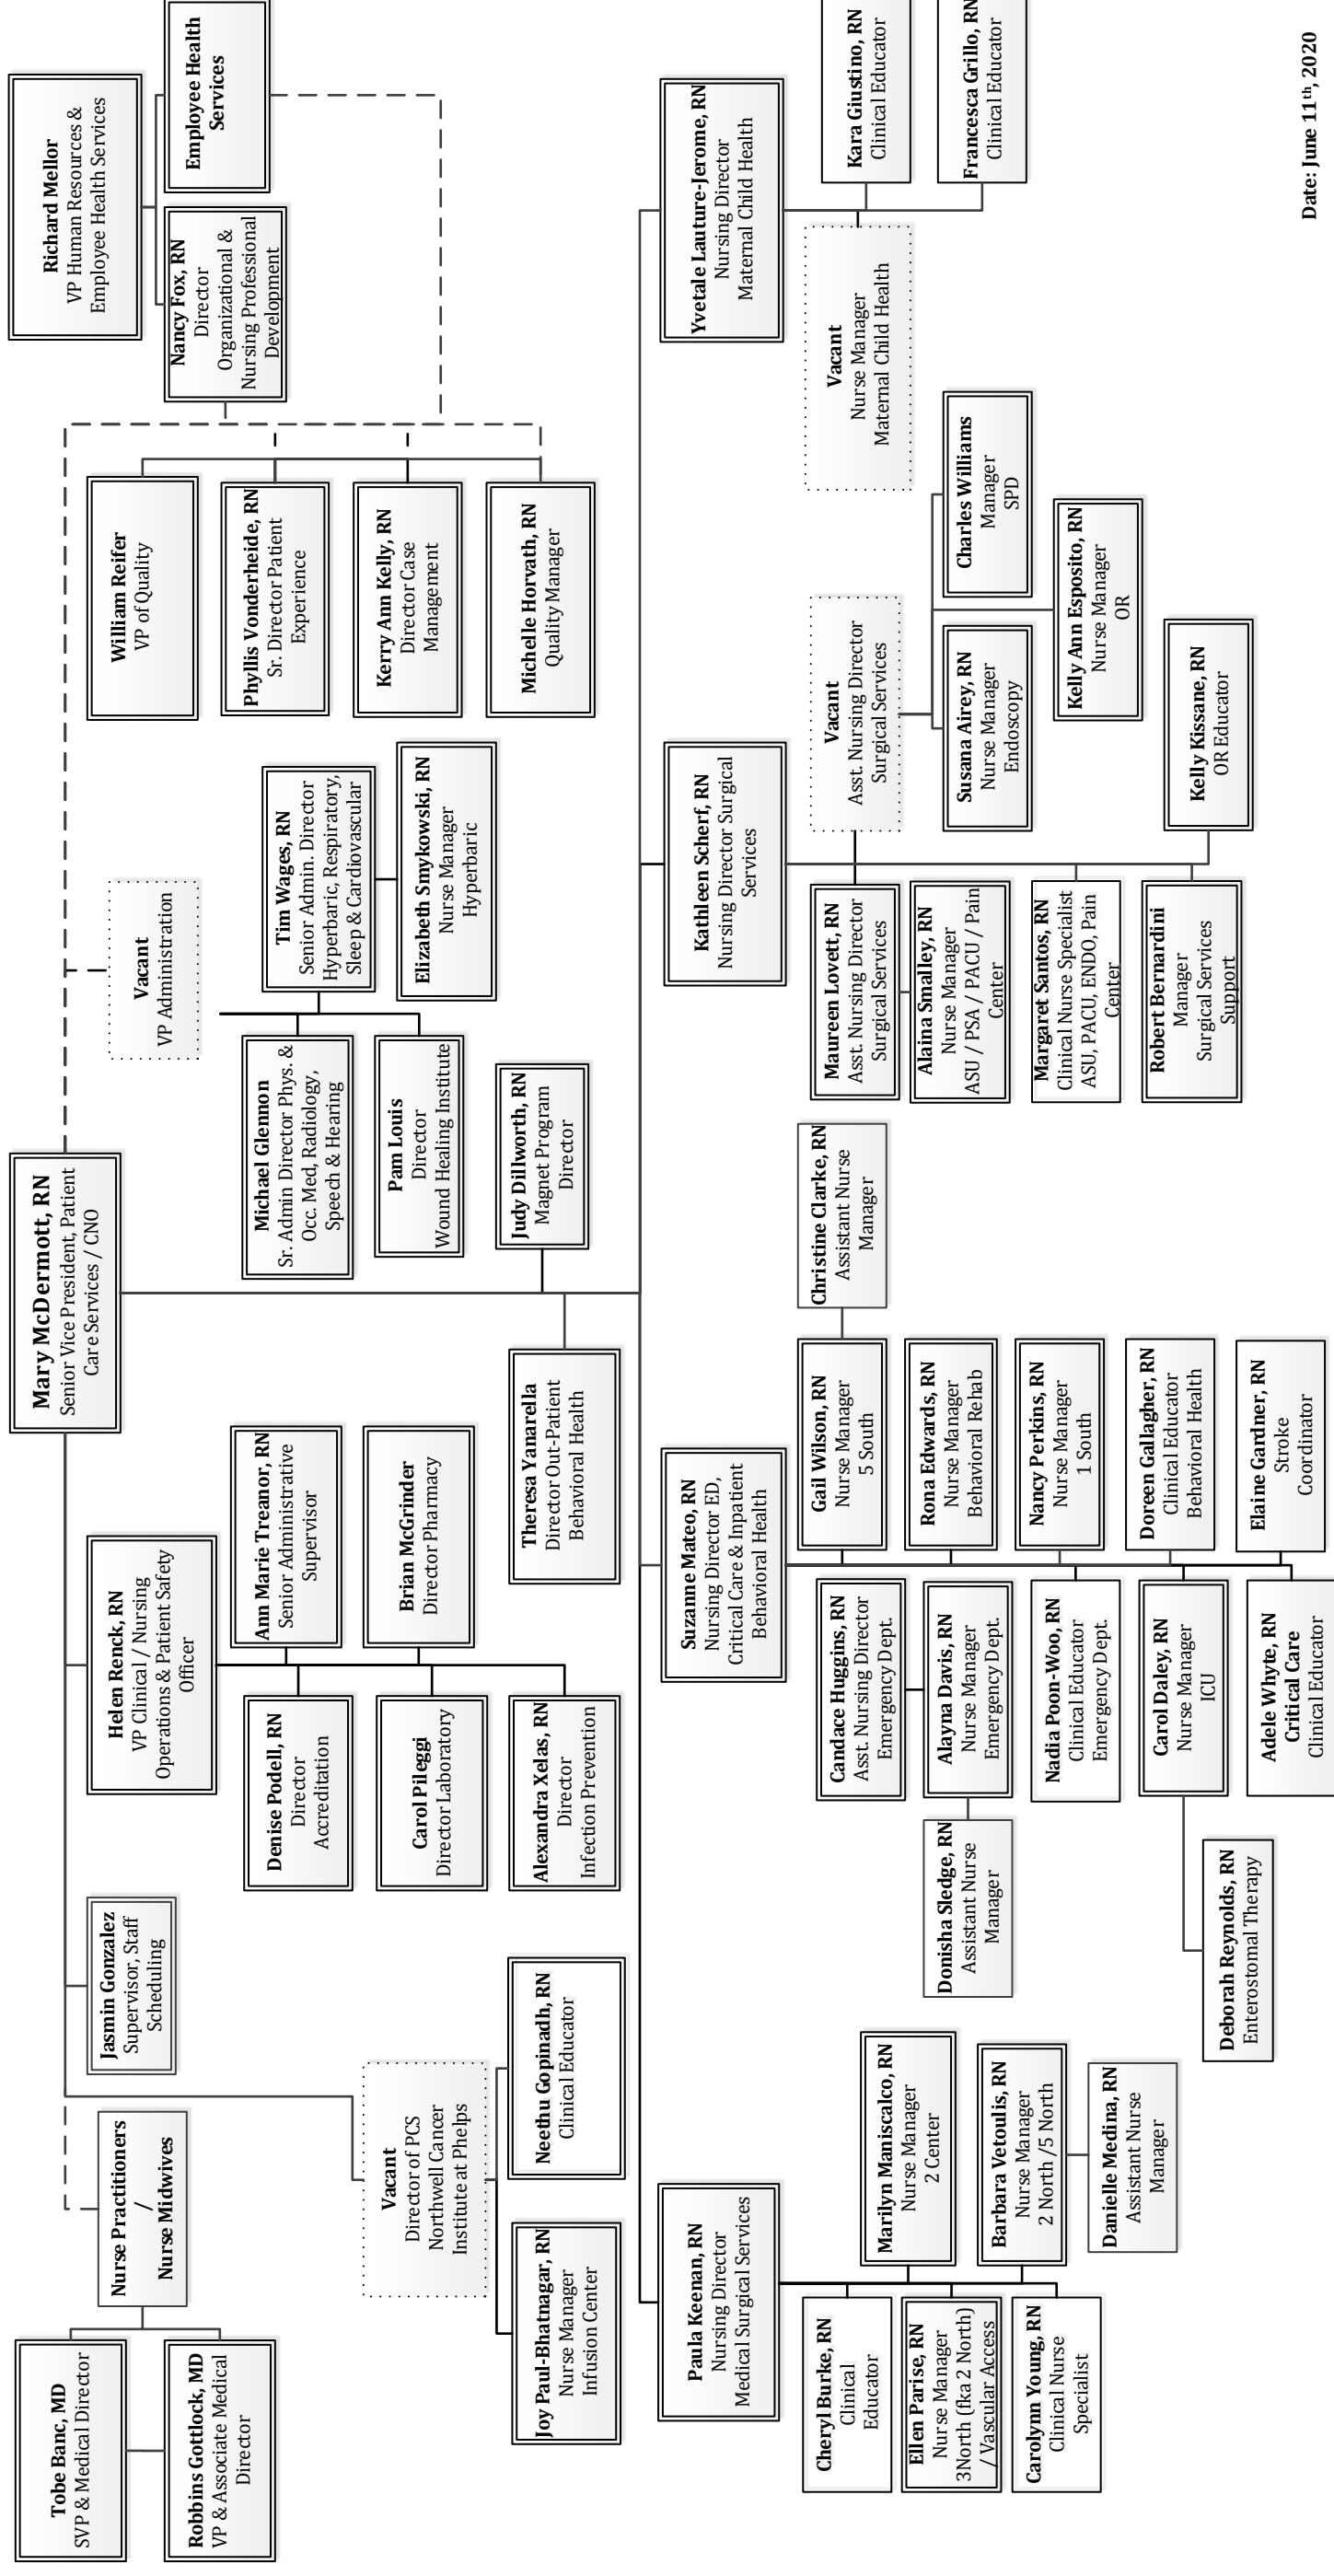 Mary McDermott, RN
Senior Vice President, Patient
Care Services / CNO
Richard Mellor
VP Human Resources &
Employee Health Services
Nancy Fox, RN
Director
Organizational &
Nursing Professional
Development
Employee Health
Services
Tobe Banc, MD
SVP & Medical Director
Robbins Gottlock, MD
VP & Associate Medical
Director
Nurse Practitioners
/
Nurse Midwives
Jasmin Gonzalez
Supervisor, Staff
Scheduling
Helen Renck, RN
VP Clinical / Nursing
Operations & Patient Safety
Officer
Ann Marie Treanor, RN
Senior Administrative
Supervisor
Denise Podell, RN
Director
Accreditation
Brian McGrinder
Director Pharmacy
Carol Pileggi
Director Laboratory
Alexandra Xelas, RN
Director
Infection Prevention
Vacant
VP Administration
Tim Wages, RN
Senior Admin. Director
Hyperbaric, Respiratory,
Sleep & Cardiovascular
Michael Glennon
Sr. Admin Director Phys. &
Occ. Med, Radiology,
Speech & Hearing
Pam Louis
Director
Wound Healing Institute
Elizabeth Smykowski, RN
Nurse Manager
Hyperbaric
William Reifer
VP of Quality
Phyllis Vonderheide, RN
Sr. Director Patient
Experience
Kerry Ann Kelly, RN
Director Case
Management
Michelle Horvath, RN
Quality Manager
Vacant
Director of PCS
Northwell Cancer
Institute at Phelps
Joy Paul-Bhatnagar, RN
Nurse Manager
Infusion Center
Neethu Gopinadh, RN
Clinical Educator
Theresa Yanarella
Director Out-Patient
Behavioral Health
Judy Dillworth, RN
Magnet Program
Director
Paula Keenan, RN
Nursing Director
Medical Surgical Services
Cheryl Burke, RN
Clinical
Educator
Ellen Parise, RN
Nurse Manager
3North (fka 2 North)
/ Vascular Access
Carolynn Young, RN
Clinical Nurse
Specialist
Marilyn Maniscalco, RN
Nurse Manager
2 Center
Barbara Vetoulis, RN
Nurse Manager
2 North /5 North
Danielle Medina, RN
Assistant Nurse
Manager
Suzanne Mateo, RN
Nursing Director ED,
Critical Care & Inpatient
Behavioral Health
Candace Huggins, RN
Asst. Nursing Director
Emergency Dept.
Alayna Davis, RN
Nurse Manager
Emergency Dept.
Donisha Sledge, RN
Assistant Nurse
Manager
Nadia Poon-Woo, RN
Clinical Educator
Emergency Dept.
Carol Daley, RN
Nurse Manager
ICU
Deborah Reynolds, RN
Enterostomal Therapy
Adele Whyte, RN
Critical Care
Clinical Educator
Gail Wilson, RN
Nurse Manager
5 South
Christine Clarke, RN
Assistant Nurse
Manager
Rona Edwards, RN
Nurse Manager
Behavioral Rehab
Nancy Perkins, RN
Nurse Manager
1 South
Doreen Gallagher, RN
Clinical Educator
Behavioral Health
Elaine Gardner, RN
Stroke
Coordinator
Kathleen Scherf, RN
Nursing Director Surgical
Services
Maureen Lovett, RN
Asst. Nursing Director
Surgical Services
Alaina Smalley, RN
Nurse Manager
ASU / PSA / PACU / Pain
Center
Margaret Santos, RN
Clinical Nurse Specialist
ASU, PACU, ENDO, Pain
Center
Robert Bernardini
Manager
Surgical Services
Support
Vacant
Asst. Nursing Director
Surgical Services
Susana Airey, RN
Nurse Manager
Endoscopy
Charles Williams
Manager
SPD
Kelly Ann Esposito, RN
Nurse Manager
OR
Kelly Kissane, RN
OR Educator
Yvetale Lauture-Jerome, RN
Nursing Director
Maternal Child Health
Vacant
Nurse Manager
Maternal Child Health
Kara Giustino, RN
Clinical Educator
Francesca Grillo, RN
Clinical Educator
Date: June 11th, 2020